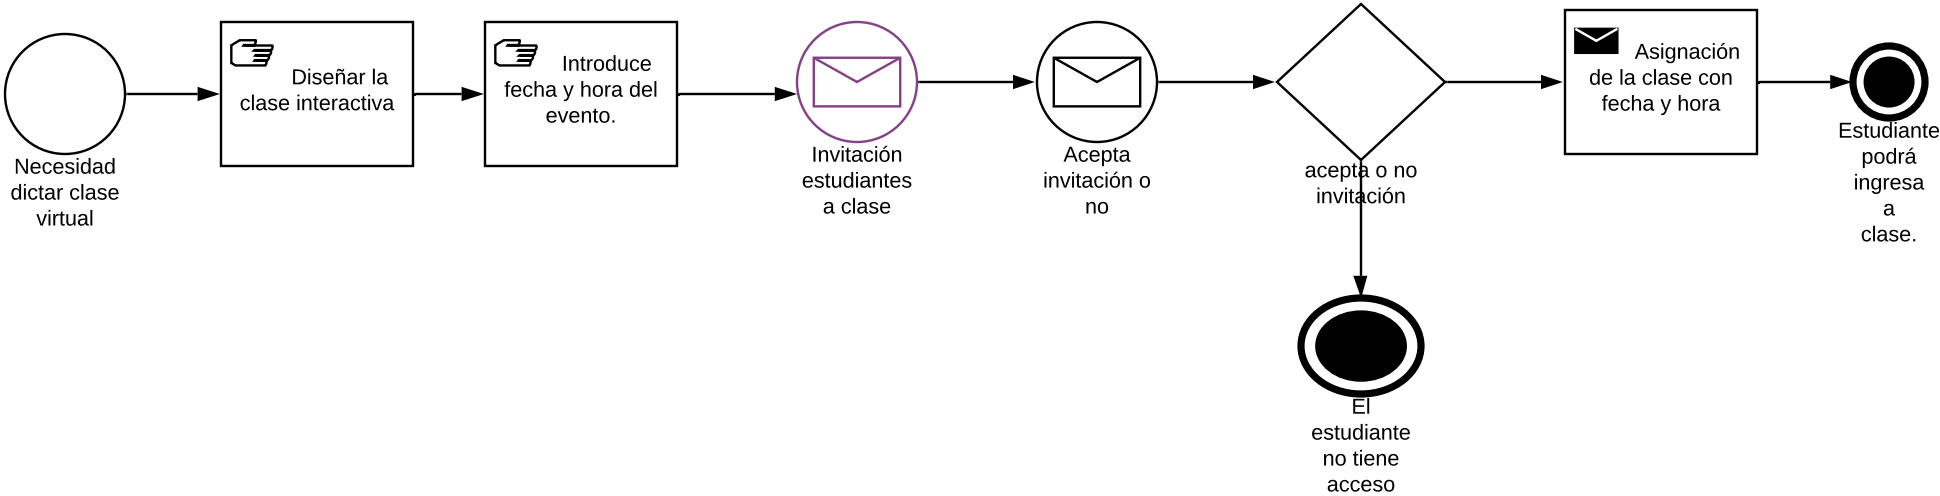 Necesidad
dictar clase
virtual
Diseñar la
clase interactiva
Introduce
fecha y hora del
evento.
Invitación
estudiantes
a clase
Acepta
invitación o
no
acepta o no
invitación
El
estudiante
no tiene
acceso
Asignación
de la clase con
fecha y hora
Estudiante
podrá
ingresa
a
clase.